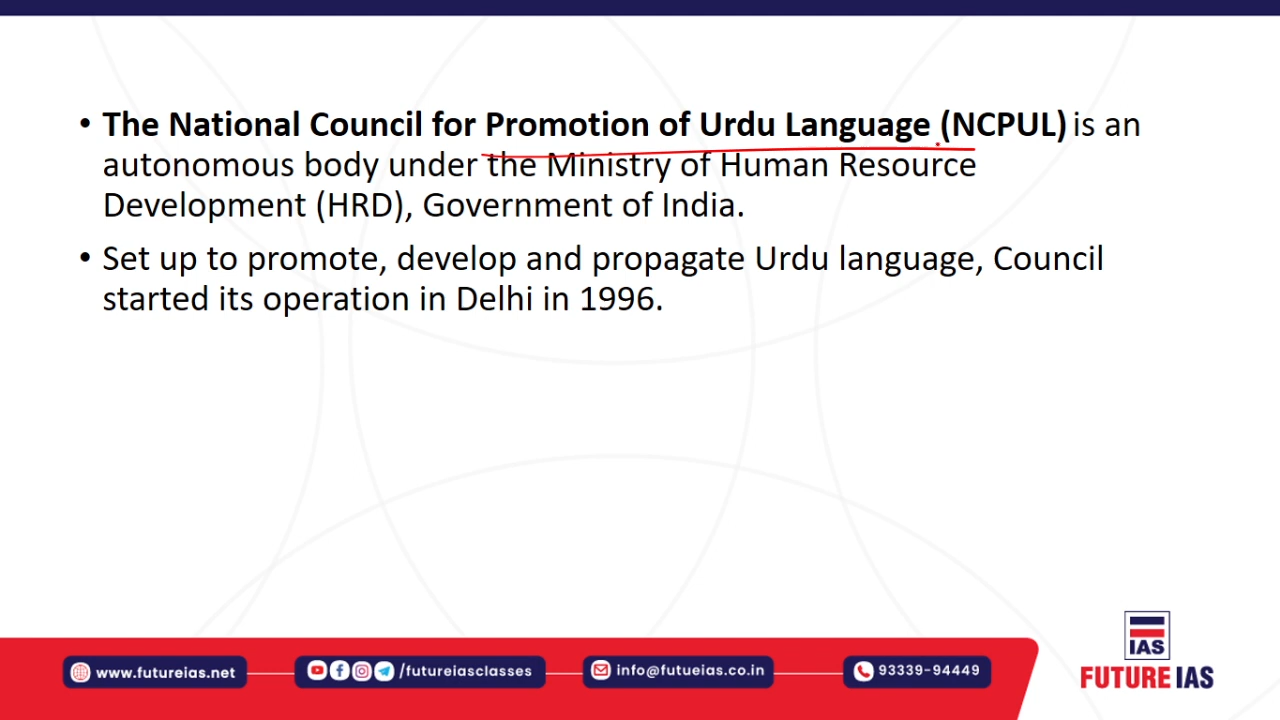 • The National Council for Promotion of Urdu Language (NCPUL) is an
autonomous body under the Ministry of Human Resource
Development (HRD), Government of India.
• Set up to promote, develop and propagate Urdu language, Council
started its operation in Delhi in 1996.
IAS
www.futureias.net /futureiasclasses info@futueias.co.in 93339-94449
FUTURE IAS